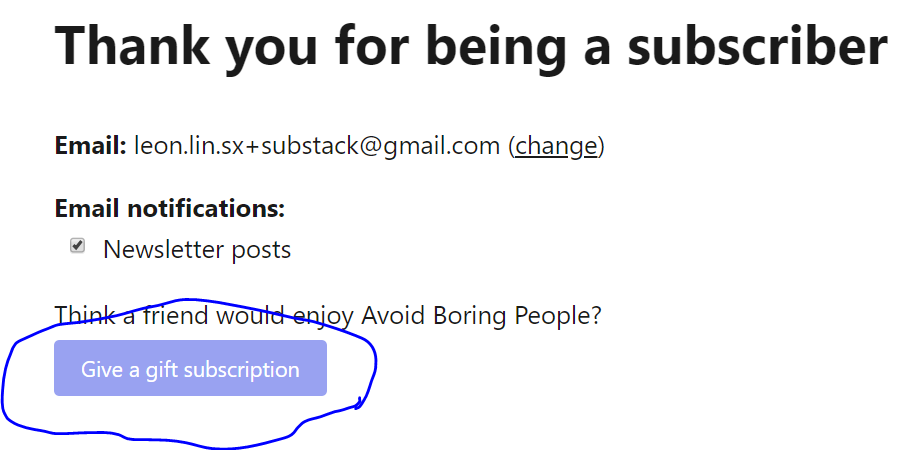 Thank you for being a subscriber
Email: leon.lin.sx+substack@gmail.com (change)
Email notifications:
Newsletter posts
Think a friend would enjoy Avoid Boring People?
Give a gift subscription